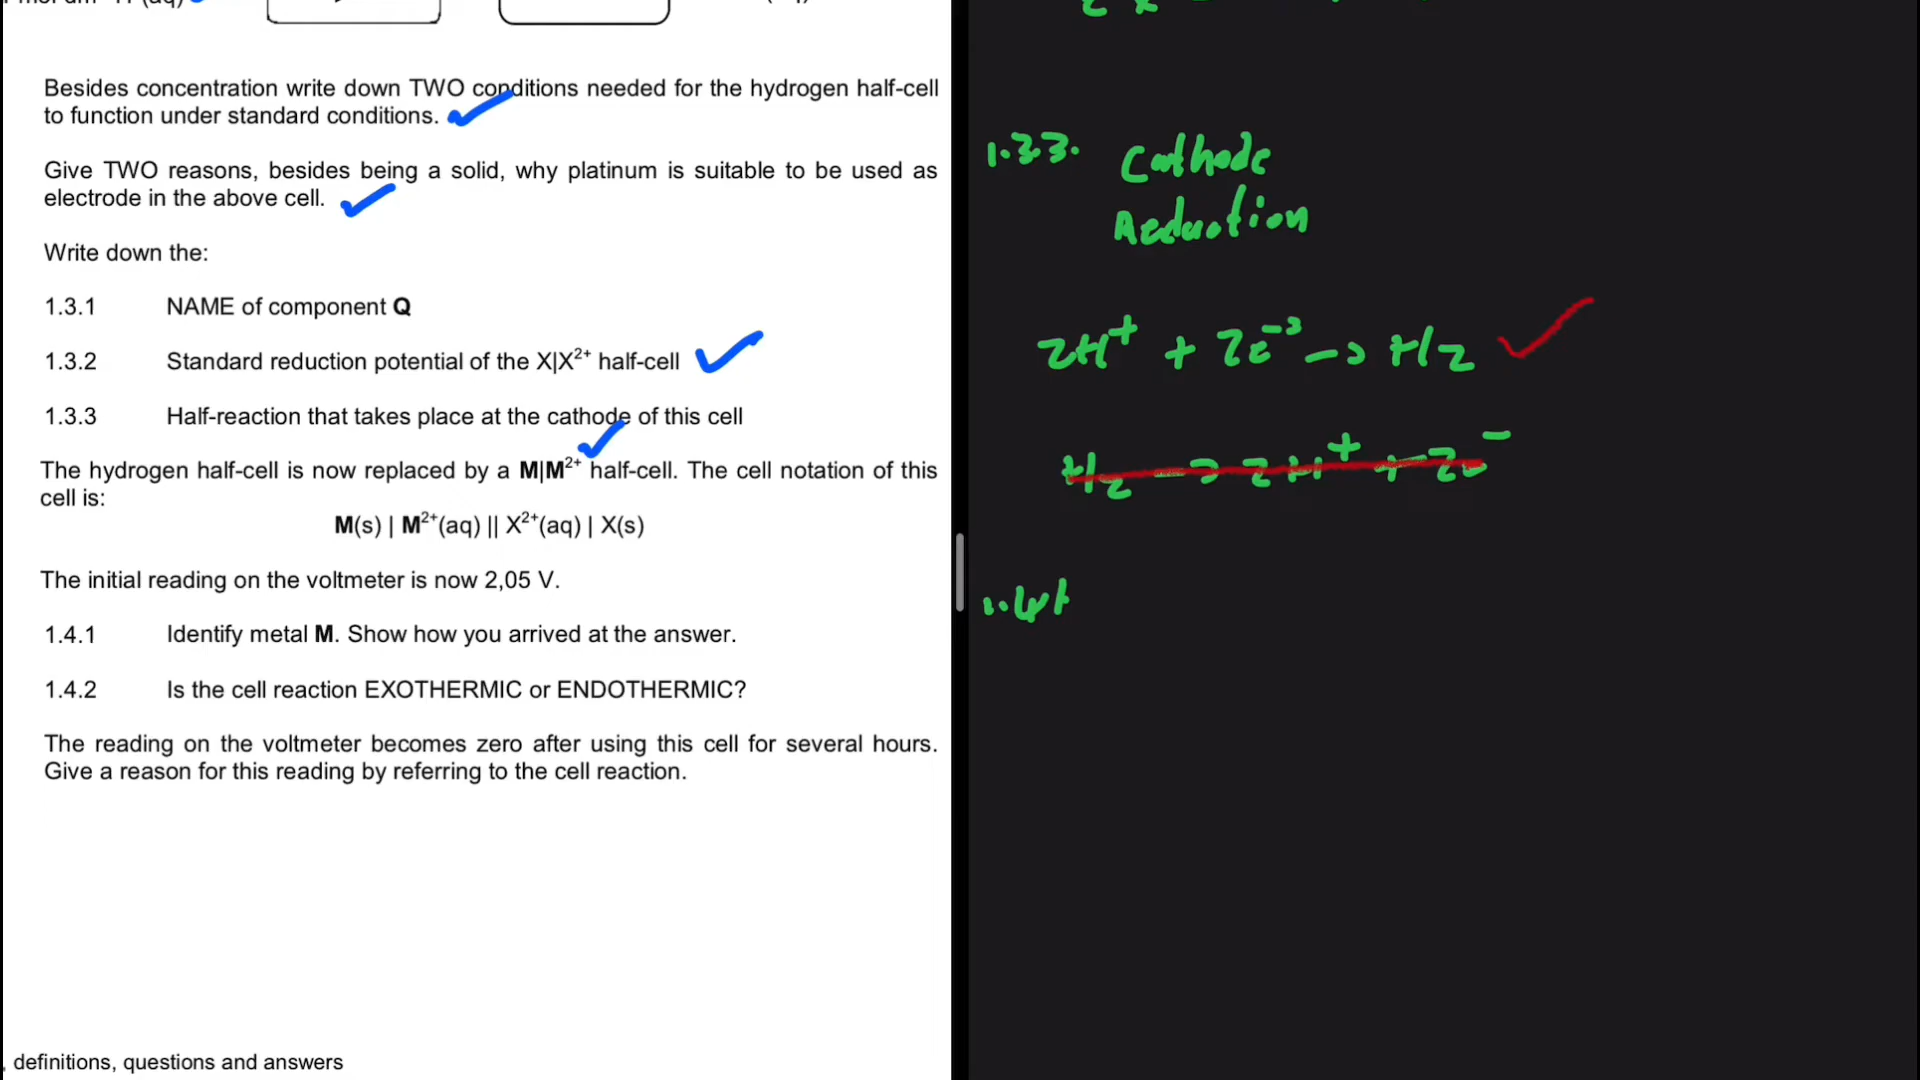 Besides concentration write down TWO conditions needed for the hydrogen half-cell
to function under standard conditions.
Give TWO reasons, besides being a solid, why platinum is suitable to be used as
electrode in the above cell.
Write down the:
1.3.1 NAME of component Q
1.3.2 Standard reduction potential of the X|X²⁺ half-cell
1.3.3 Half-reaction that takes place at the cathode of this cell
The hydrogen half-cell is now replaced by a M|M²⁺ half-cell. The cell notation of this
cell is:
M(s) | M²⁺(aq) || X²⁺(aq) | X(s)
The initial reading on the voltmeter is now 2,05 V.
1.4.1 Identify metal M. Show how you arrived at the answer.
1.4.2 Is the cell reaction EXOTHERMIC or ENDOTHERMIC?
The reading on the voltmeter becomes zero after using this cell for several hours.
Give a reason for this reading by referring to the cell reaction.
definitions, questions and answers
1.33.
Cathode
Reduction
2H⁺ + 2e⁻ → H₂
H₂ → 2H⁺ + 2e⁻